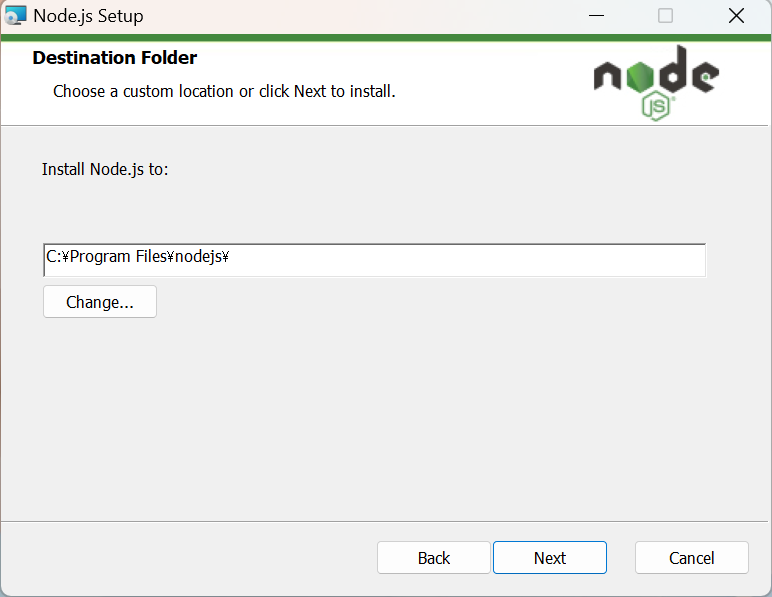 Node.js Setup
Destination Folder
Choose a custom location or click Next to install.
node
JS
Install Node.js to:
C:¥Program Files¥nodejs¥
Change...
Back
Next
Cancel